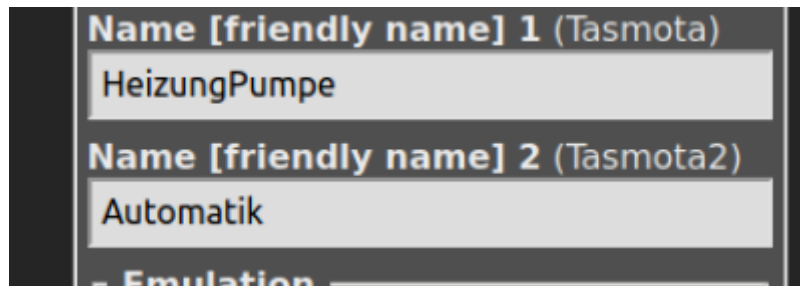 Name [friendly name] 1 (Tasmota)
HeizungPumpe
Name [friendly name] 2 (Tasmota2)
Automatik
Emulation